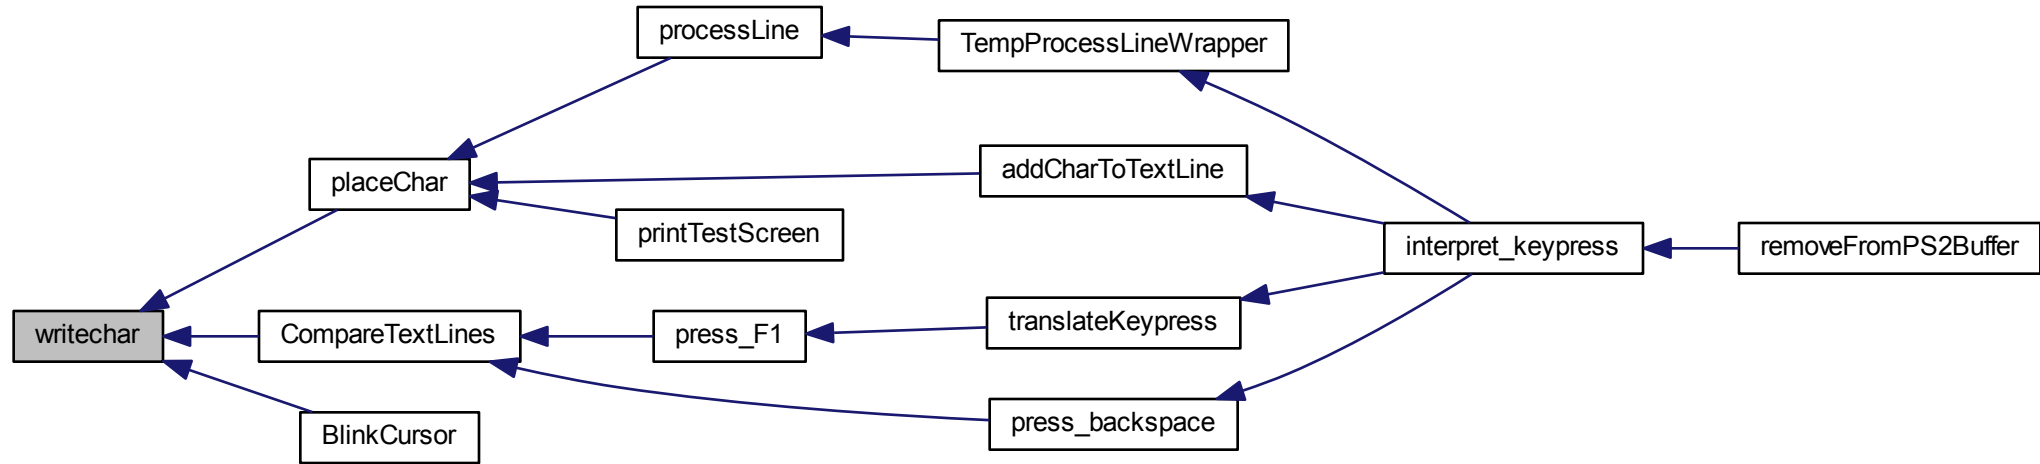 processLine
TempProcessLineWrapper
placeChar
addCharToTextLine
printTestScreen
interpret_keypress
removeFromPS2Buffer
writechar
CompareTextLines
press_F1
translateKeypress
BlinkCursor
press_backspace